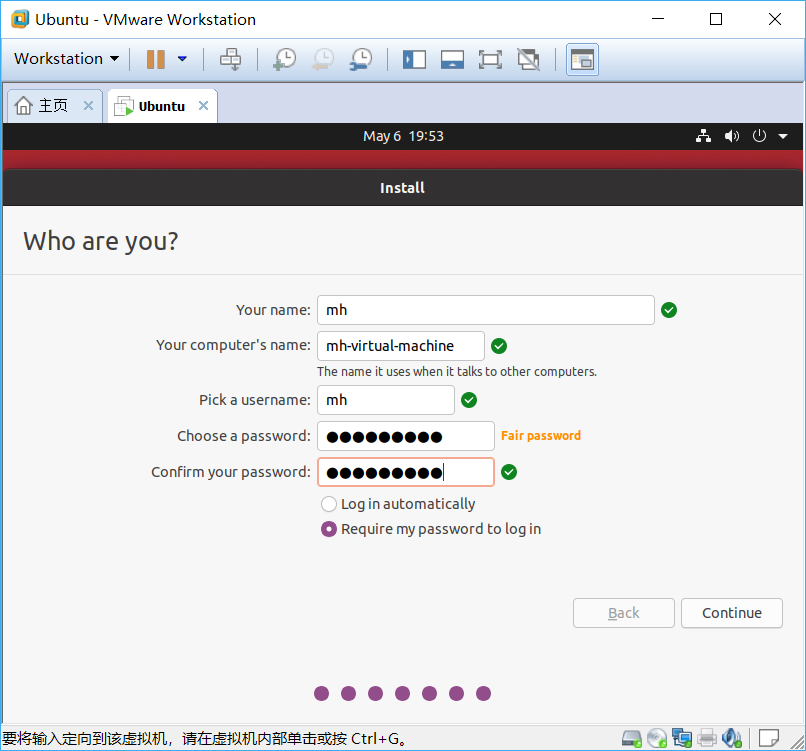 Ubuntu - VMware Workstation
Workstation
主页
Ubuntu
May 6 19:53
Install
Who are you?
Your name: mh
Your computer's name: mh-virtual-machine
The name it uses when it talks to other computers.
Pick a username: mh
Choose a password: ●●●●●●●●● Fair password
Confirm your password: ●●●●●●●●●
Log in automatically
Require my password to log in
Back Continue
要将输入定向到该虚拟机，请在虚拟机内部单击或按 Ctrl+G。